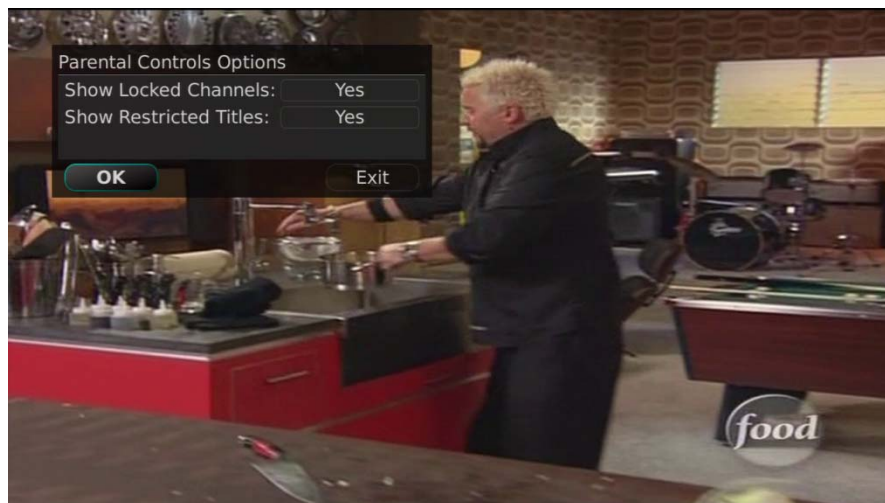 Parental Controls Options
Show Locked Channels: Yes
Show Restricted Titles: Yes
OK Exit
food